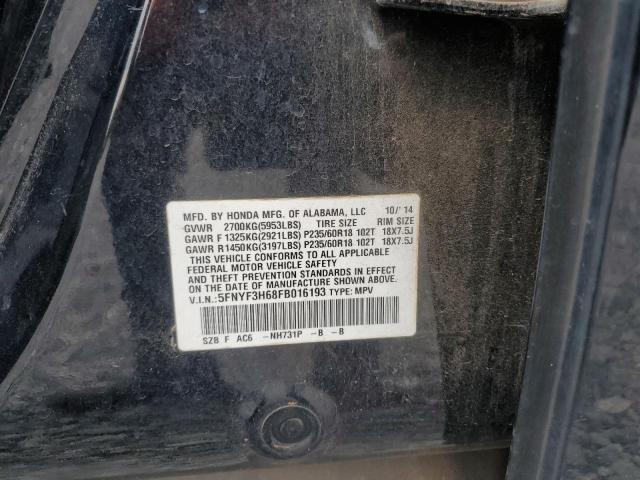 MFD. BY HONDA MFG. OF ALABAMA, LLC 10/'14
GVWR 2700KG(5953LBS) TIRE SIZE RIM SIZE
GAWR F 1325KG(2921LBS) P235/60R18 102T 18X7.5J
GAWR R1450KG(3197LBS) P235/60R18 102T 18X7.5J
THIS VEHICLE CONFORMS TO ALL APPLICABLE
FEDERAL MOTOR VEHICLE SAFETY
AND THEFT PREVENTION STANDARDS IN EFFECT
ON THE DATE OF MANUFACTURE SHOWN ABOVE.
V.I.N.: 5FNYF3H68FB016193 TYPE: MPV
SZB F AC6 -NH731P -B -B